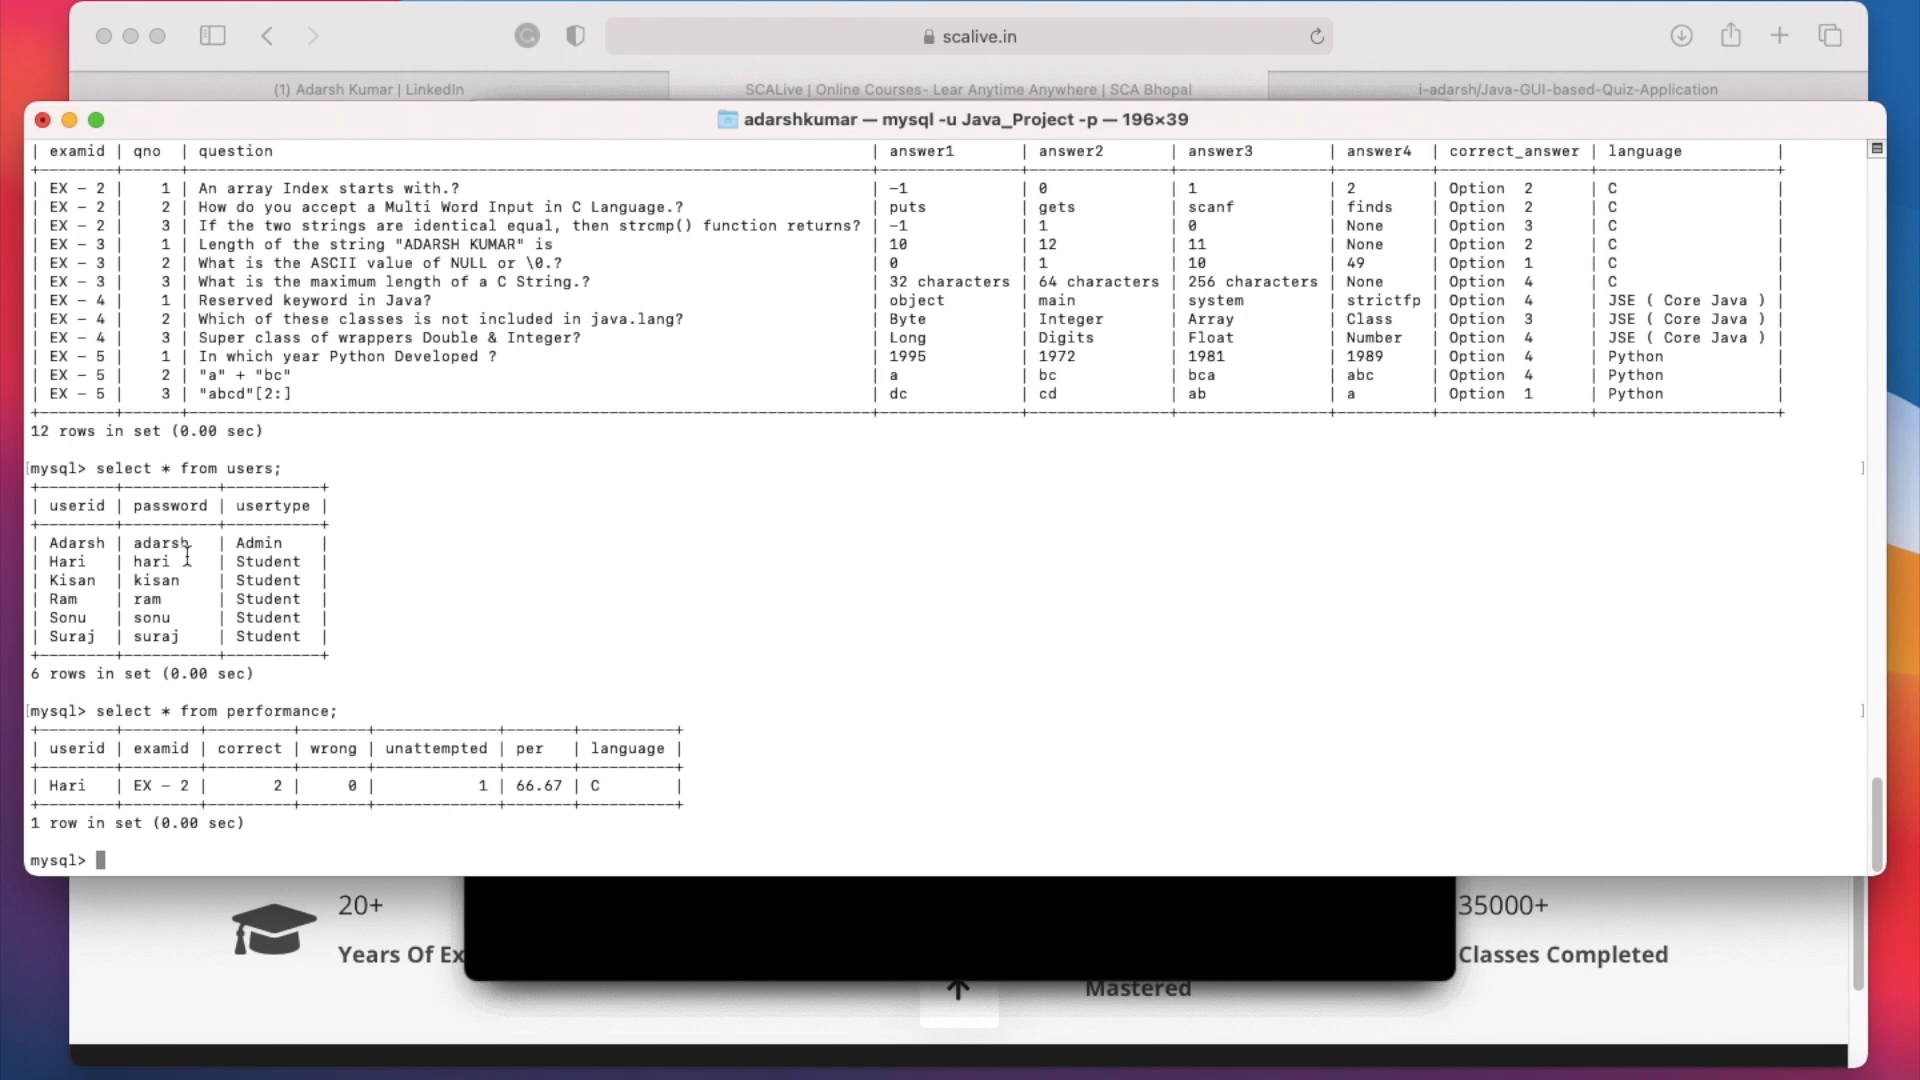 scalive.in
(1) Adarsh Kumar | LinkedIn
SCALive | Online Courses- Lear Anytime Anywhere | SCA Bhopal
i-adarsh/Java-GUI-based-Quiz-Application
adarshkumar — mysql -u Java_Project -p — 196×39
| examid | qno | question | answer1 | answer2 | answer3 | answer4 | correct_answer | language |
| EX – 2 | 1 | An array Index starts with.? | –1 | 0 | 1 | 2 | Option 2 | C |
| EX – 2 | 2 | How do you accept a Multi Word Input in C Language.? | puts | gets | scanf | finds | Option 2 | C |
| EX – 2 | 3 | If the two strings are identical equal, then strcmp() function returns? | –1 | 1 | 0 | None | Option 3 | C |
| EX – 3 | 1 | Length of the string "ADARSH KUMAR" is | 10 | 12 | 11 | None | Option 2 | C |
| EX – 3 | 2 | What is the ASCII value of NULL or \0.? | 0 | 1 | 10 | 49 | Option 1 | C |
| EX – 3 | 3 | What is the maximum length of a C String.? | 32 characters | 64 characters | 256 characters | None | Option 4 | C |
| EX – 4 | 1 | Reserved keyword in Java? | object | main | system | strictfp | Option 4 | JSE ( Core Java ) |
| EX – 4 | 2 | Which of these classes is not included in java.lang? | Byte | Integer | Array | Class | Option 3 | JSE ( Core Java ) |
| EX – 4 | 3 | Super class of wrappers Double & Integer? | Long | Digits | Float | Number | Option 4 | JSE ( Core Java ) |
| EX – 5 | 1 | In which year Python Developed ? | 1995 | 1972 | 1981 | 1989 | Option 4 | Python |
| EX – 5 | 2 | "a" + "bc" | a | bc | bca | abc | Option 4 | Python |
| EX – 5 | 3 | "abcd"[2:] | dc | cd | ab | a | Option 1 | Python |
12 rows in set (0.00 sec)
[mysql> select * from users; ]
| userid | password | usertype |
| Adarsh | adarsh | Admin |
| Hari | hari | Student |
| Kisan | kisan | Student |
| Ram | ram | Student |
| Sonu | sonu | Student |
| Suraj | suraj | Student |
6 rows in set (0.00 sec)
[mysql> select * from performance; ]
| userid | examid | correct | wrong | unattempted | per | language |
| Hari | EX – 2 | 2 | 0 | 1 | 66.67 | C |
1 row in set (0.00 sec)
mysql>
20+
Years Of Ex
35000+
Classes Completed
Mastered